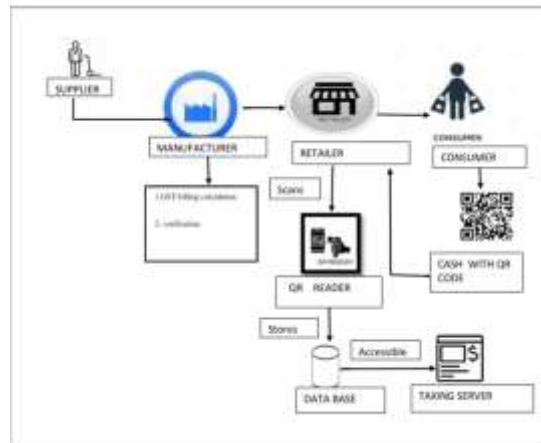 SUPPLIER
MANUFACTURER
RETAILER
CONSUMER
CONSUMER
2. verification
Scans
CASH WITH QR
CODE
QR READER
Stores
Accessible
DATA BASE
TAXING SERVER